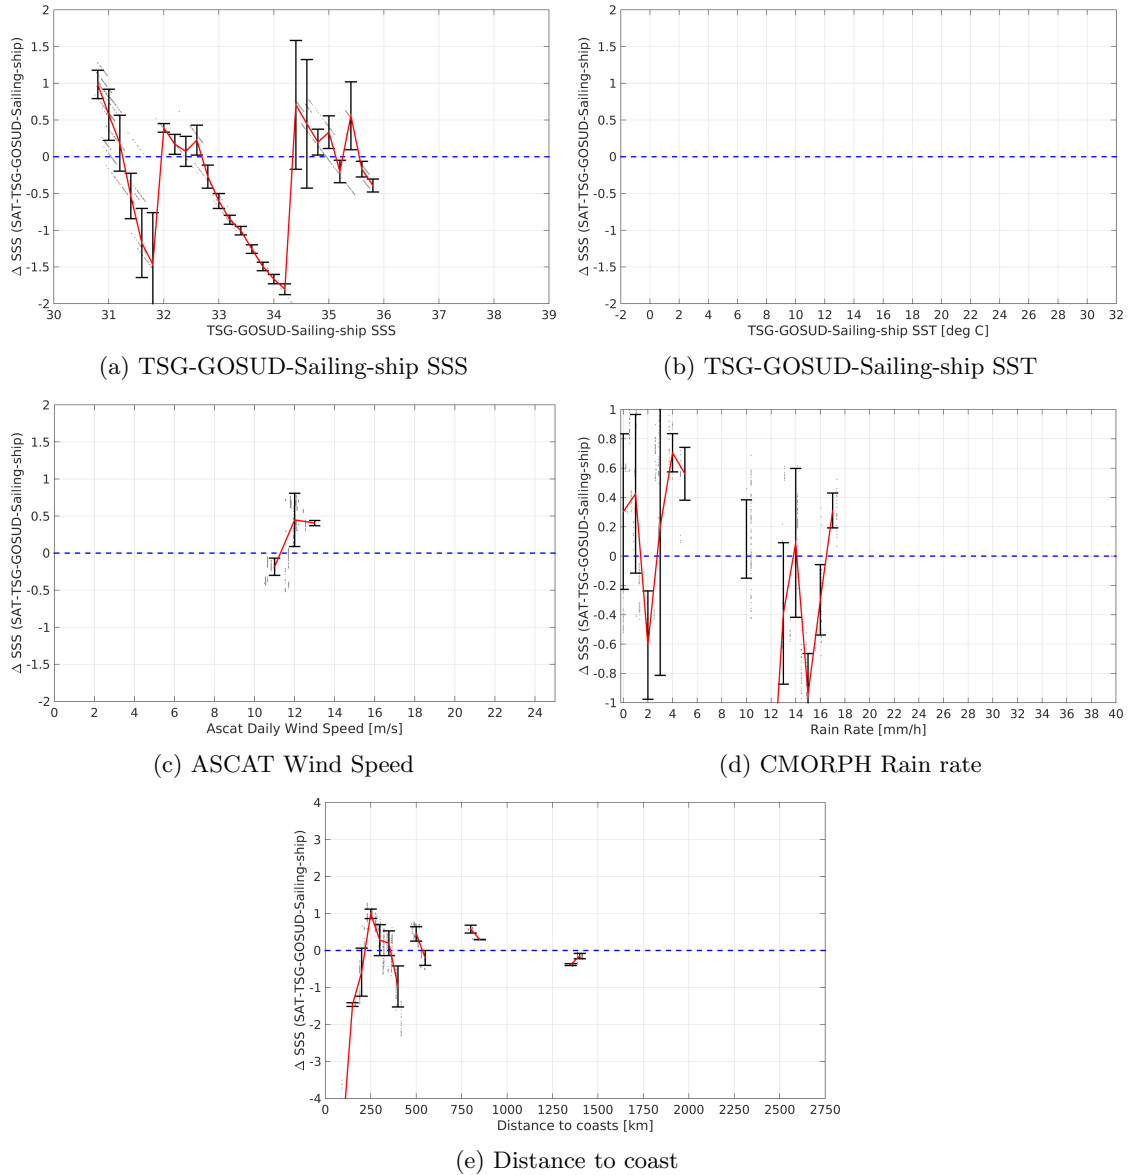 2
1.5
1
0.5
0
-0.5
-1
-1.5
-2
Δ SSS (SAT-TSG-GOSUD-Sailing-ship)
30 31 32 33 34 35 36 37 38 39
TSG-GOSUD-Sailing-ship SSS
(a) TSG-GOSUD-Sailing-ship SSS
2
1.5
1
0.5
0
-0.5
-1
-1.5
-2
Δ SSS (SAT-TSG-GOSUD-Sailing-ship)
-2 0 2 4 6 8 10 12 14 16 18 20 22 24 26 28 30 32
TSG-GOSUD-Sailing-ship SST [deg C]
(b) TSG-GOSUD-Sailing-ship SST
2
1.5
1
0.5
0
-0.5
-1
-1.5
-2
Δ SSS (SAT-TSG-GOSUD-Sailing-ship)
0 2 4 6 8 10 12 14 16 18 20 22 24
Ascat Daily Wind Speed [m/s]
(c) ASCAT Wind Speed
1
0.8
0.6
0.4
0.2
0
-0.2
-0.4
-0.6
-0.8
-1
Δ SSS (SAT-TSG-GOSUD-Sailing-ship)
0 2 4 6 8 10 12 14 16 18 20 22 24 26 28 30 32 34 36 38 40
Rain Rate [mm/h]
(d) CMORPH Rain rate
4
3
2
1
0
-1
-2
-3
-4
Δ SSS (SAT-TSG-GOSUD-Sailing-ship)
0 250 500 750 1000 1250 1500 1750 2000 2250 2500 2750
Distance to coasts [km]
(e) Distance to coast